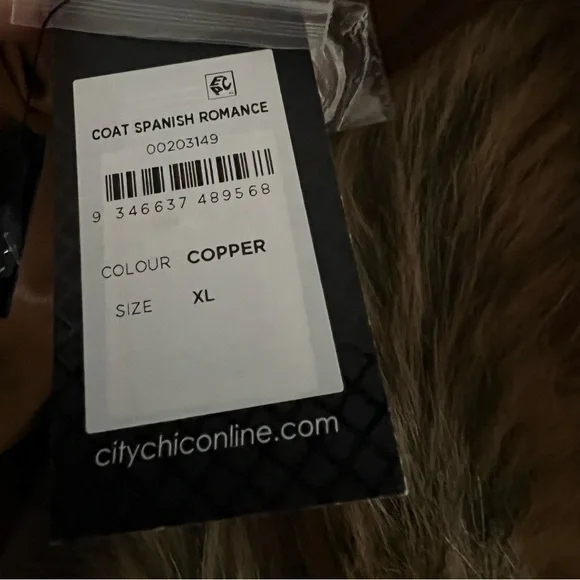 COAT SPANISH ROMANCE
00203149
9 346637 489568
COLOUR COPPER
SIZE XL
citychiconline.com